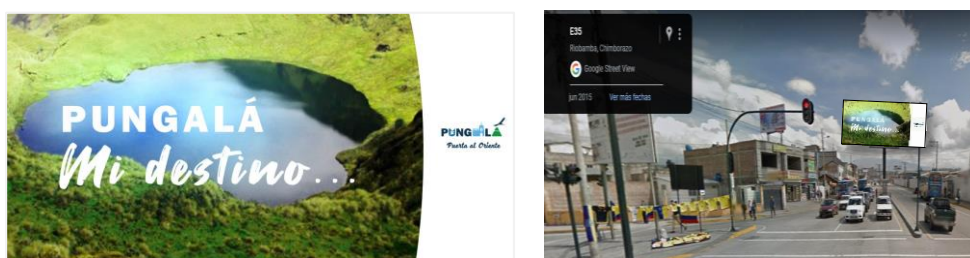 PUNGALÁ
Mi destino...
PUNGALÁ
Puerta al Oriente
E35
Riobamba, Chimborazo
Google Street View
jun 2015
Ver más fechas
PUNGALÁ
Mi destino...